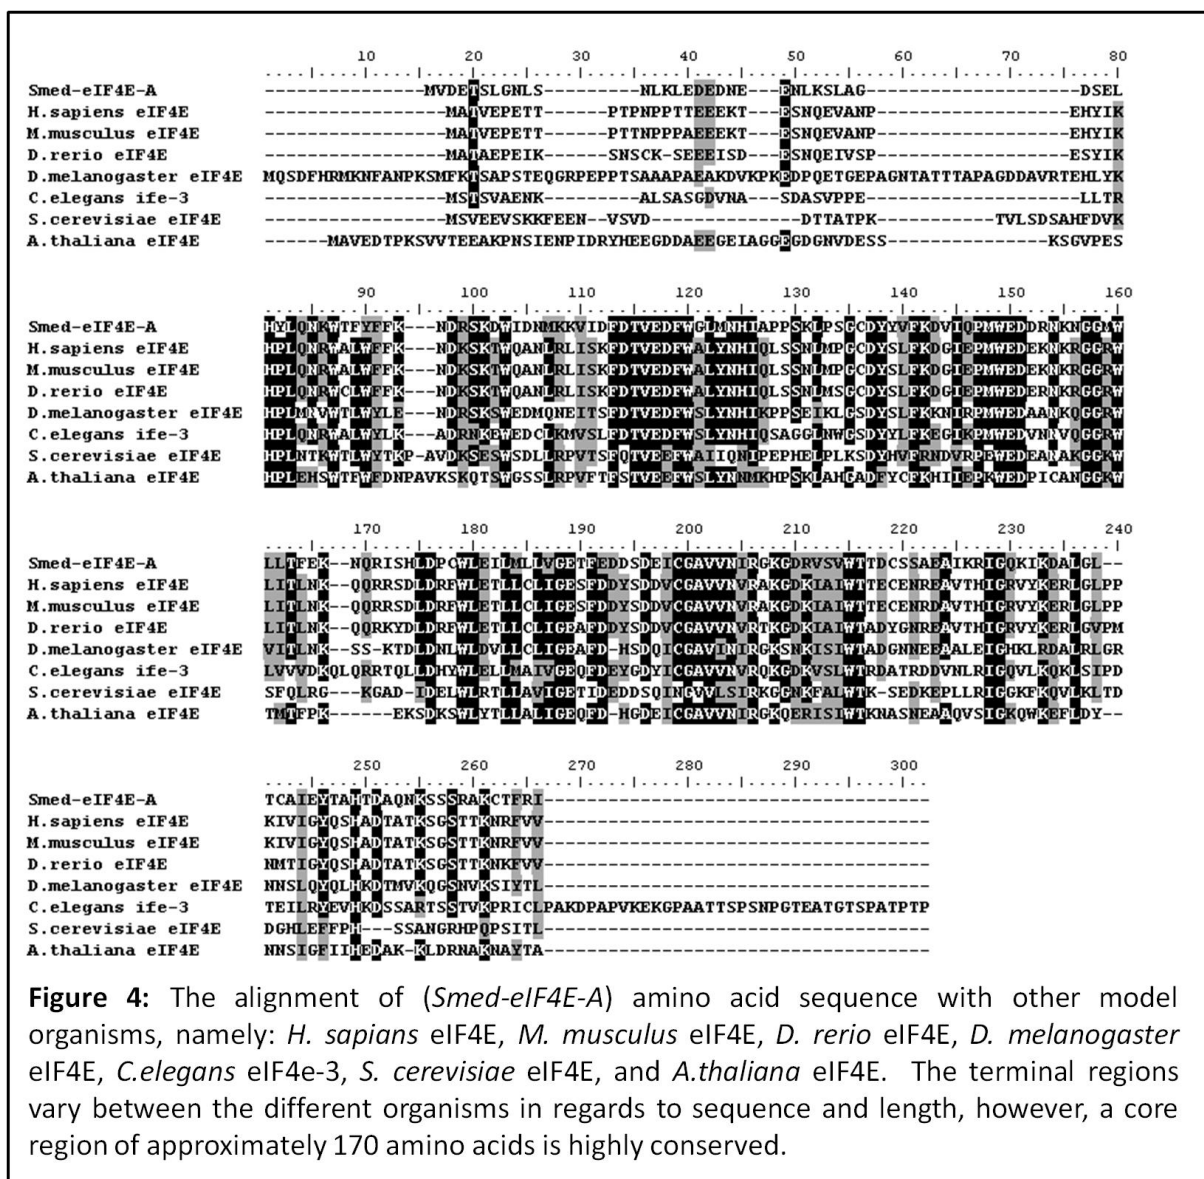 10 20 30 40 50 60 70 80
Smed-eIF4E-A ---------------MVDETSLGNLS---------NLKLEDEDNE---ENLKSLAG--------------------DSEL
H.sapiens eIF4E -----------------MATVEPETT------PTPNPPTTEEEKT---ESNQEVANP------------------EHYIK
M.musculus eIF4E -----------------MATVEPETT------PTTNPPPAEEEKT---ESNQEVANP------------------EHYIK
D.rerio eIF4E -----------------MATAEPEIK------SNSCK-SEEEISD---ESNQEIVSP------------------ESYIK
D.melanogaster eIF4E MQSDFHRMKNFANPKSMFKTSAPSTEQGRPEPPTSAAAPAEAKDVKPKEDPQETGEPAGNTATTTAPAGDDAVRTEHLYK
C.elegans ife-3 -----------------MSTSVAENK---------ALSASGDVNA---SDASVPPE-------------------LLTR
S.cerevisiae eIF4E -----------------MSVEEVSKKFEEN--VSVD--------------DTTATPK-----------TVLSDSAHFDVK
A.thaliana eIF4E ------MAVEDTPKSVVTEEAKPNSIENPIDRYHEEGDDAEEGEIAGGEGDGNVDESS---------------KSGVPES
90 100 110 120 130 140 150 160
Smed-eIF4E-A HYLQNKWTFYFFK---NDRSKDWIDNMKKVIDFDTVEDFWGLMNHIAPPSKLPSGCDYYVFKDVIQPMWEDDRNKNGGMW
H.sapiens eIF4E HPLQNRWALWFFK---NDKSKTWQANLRLISKFDTVEDFWALYNHIQLSSNLMPGCDYSLFKDGIEPMWEDEKNKRGGRW
M.musculus eIF4E HPLQNRWALWFFK---NDKSKTWQANLRLISKFDTVEDFWALYNHIQLSSNLMPGCDYSLFKDGIEPMWEDEKNKRGGRW
D.rerio eIF4E HPLQNRWCLWFFK---NDKSKTWQANLRLISKFDTVEDFWALYNHIQLSSNLMSGCDYSLFKDGIEPMWEDERNKRGGRW
D.melanogaster eIF4E HPLMNVWTLWYLE---NDRSKSWEDMQNEITSFDTVEDFWSLYNHIKPPSEIKLGSDYSLFKKNIRPMWEDAANKQGGRW
C.elegans ife-3 HPLQNRWALWYLK---ADRNKEWEDCLKMVSLFDTVEDFWSLYNHIQSAGGLNWGSDYYLFKEGIKPMWEDVNNVQGGRW
S.cerevisiae eIF4E HPLNTKWTLWYTKP-AVDKSESWSDLLRPVTSFQTVEEFWAIIQNIPEPHELPLKSDYHVFRNDVRPEWEDEANAKGGRW
A.thaliana eIF4E HPLEHSWTFWFDNPAVKSKQTSWGSSLRPVFTFSTVEEFWSLYNNMKHPSKLAHGADFYCFKHIIEPKWEDPICANGGKW
170 180 190 200 210 220 230 240
Smed-eIF4E-A LLTFEK--NQRISHLDPCWLEILMLLVGETFEDDSDEICGAVVNIRGKGDRVSVWTTDCSSAEAIKRIGQKIKDALGL--
H.sapiens eIF4E LITLNK--QQRRSDLDRFWLETLLCLIGESFDDYSDDVCGAVVNVRAKGDKIAIWTTECENREAVTHIGRVYKERLGLPP
M.musculus eIF4E LITLNK--QQRRSDLDRFWLETLLCLIGESFDDYSDDVCGAVVNVRAKGDKIAIWTTECENRDAVTHIGRVYKERLGLPP
D.rerio eIF4E LITLNK--QQRKYDLDRFWLETLLCLIGEAFDDYSDDVCGAVVNVRTKGDKIAIWTADYGNREAVTHIGRVYKERLGVPM
D.melanogaster eIF4E VITLNK--SS-KTDLDNLWLDVLLCLIGEAFD-HSDQICGAVINIRGKSNKISIWTADGNNEEAALEIGHKLRDALRLGR
C.elegans ife-3 LVVVDKQLQRRTQLLDHYWLELLMAIVGEQFDEYGDYICGAVVNVRQKGDKVSLWTRDATRDDVNLRIGQVLKQKLSIPD
S.cerevisiae eIF4E SFQLRG---KGAD-IDELWLRTLLAVIGETIDEDDSQINGVVLSIRKGGNKFALWTK-SEDKEPLLRIGGKFKQVLKLTD
A.thaliana eIF4E TMTFPK------EKSDKSWLYTLLALIGEQFD-HGDEICGAVVNIRGKQERISIWTKNASNEAAQVSIGKQWKEFLDY--
250 260 270 280 290 300
Smed-eIF4E-A TCAIEYTAHTDAQNKSSSRAKCTFRI------------------------------------
H.sapiens eIF4E KIVIGYQSHADTATKSGSTTKNRFVV------------------------------------
M.musculus eIF4E KIVIGYQSHADTATKSGSTTKNRFVV------------------------------------
D.rerio eIF4E NMTIGYQSHADTATKSGSTTKNKFVV------------------------------------
D.melanogaster eIF4E NNSLQYQLHKDTMVKQGSNVKSIYTL------------------------------------
C.elegans ife-3 TEILRYEVHKDSSARTSSTVKPRICLPAKDPAPVKEKGPAATTSPSNPGTEATGTSPATPTP
S.cerevisiae eIF4E DGHLEFFPH---SSANGRHPQPSITL------------------------------------
A.thaliana eIF4E NNSIGFIIHEDAK-KLDRNAKNAYTA------------------------------------
Figure 4: The alignment of (Smed-eIF4E-A) amino acid sequence with other model
organisms, namely: H. sapians eIF4E, M. musculus eIF4E, D. rerio eIF4E, D. melanogaster
eIF4E, C.elegans eIF4e-3, S. cerevisiae eIF4E, and A.thaliana eIF4E. The terminal regions
vary between the different organisms in regards to sequence and length, however, a core
region of approximately 170 amino acids is highly conserved.